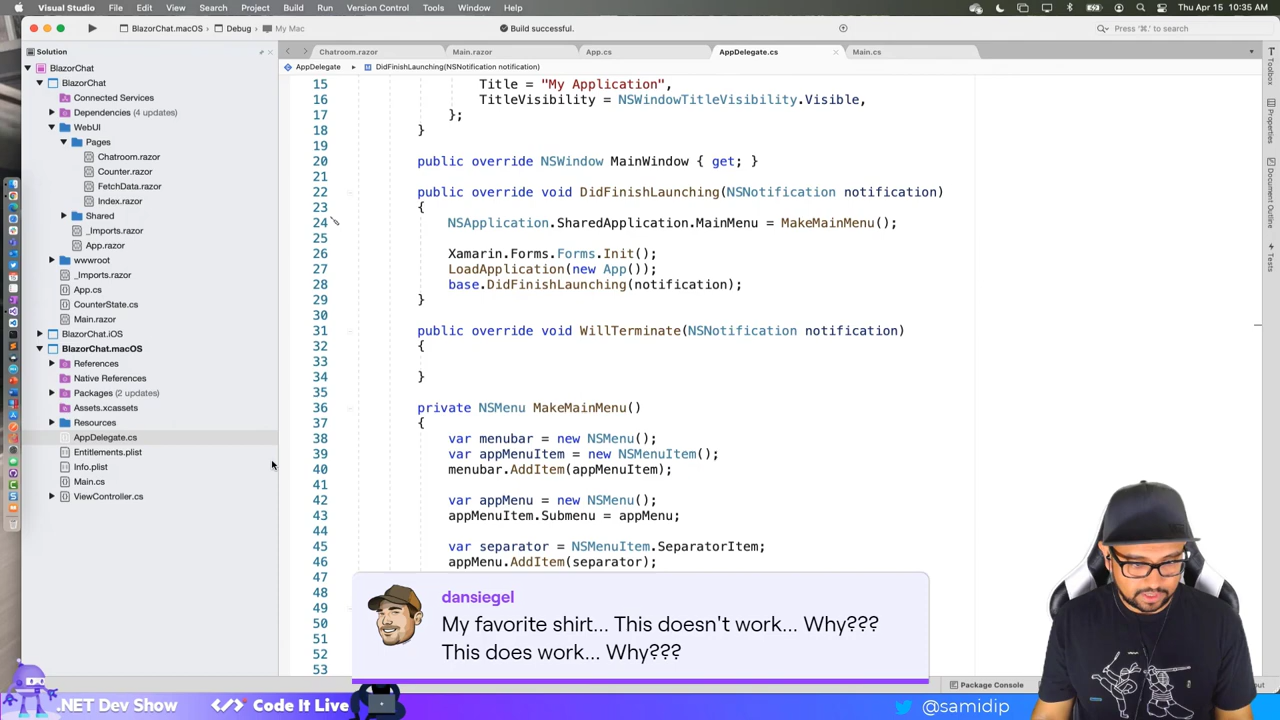 Visual Studio File Edit View Search Project Build Run Version Control Tools Window Help
Thu Apr 15 10:35 AM
BlazorChat.macOS Debug My Mac
Build successful.
Press '⌘.' to search
Solution
Chatroom.razor Main.razor App.cs AppDelegate.cs Main.cs
AppDelegate DidFinishLaunching(NSNotification notification)
BlazorChat
BlazorChat
Connected Services
Dependencies (4 updates)
WebUI
Pages
Chatroom.razor
Counter.razor
FetchData.razor
Index.razor
Shared
_Imports.razor
App.razor
wwwroot
_Imports.razor
App.cs
CounterState.cs
Main.razor
BlazorChat.iOS
BlazorChat.macOS
References
Native References
Packages (2 updates)
Assets.xcassets
Resources
AppDelegate.cs
Entitlements.plist
Info.plist
Main.cs
ViewController.cs
15 Title = "My Application",
16 TitleVisibility = NSWindowTitleVisibility.Visible,
17 };
18 }
19
20 public override NSWindow MainWindow { get; }
21
22 public override void DidFinishLaunching(NSNotification notification)
23 {
24 NSApplication.SharedApplication.MainMenu = MakeMainMenu();
25
26 Xamarin.Forms.Forms.Init();
27 LoadApplication(new App());
28 base.DidFinishLaunching(notification);
29 }
30
31 public override void WillTerminate(NSNotification notification)
32 {
33
34 }
35
36 private NSMenu MakeMainMenu()
37 {
38 var menubar = new NSMenu();
39 var appMenuItem = new NSMenuItem();
40 menubar.AddItem(appMenuItem);
41
42 var appMenu = new NSMenu();
43 appMenuItem.Submenu = appMenu;
44
45 var separator = NSMenuItem.SeparatorItem;
46 appMenu.AddItem(separator);
47
48
49
50
51
52
53
Toolbox
Properties
Document Outline
Tests
dansiegel
My favorite shirt... This doesn't work... Why???
This does work... Why???
Package Console
.NET Dev Show </> Code It Live
@samidip